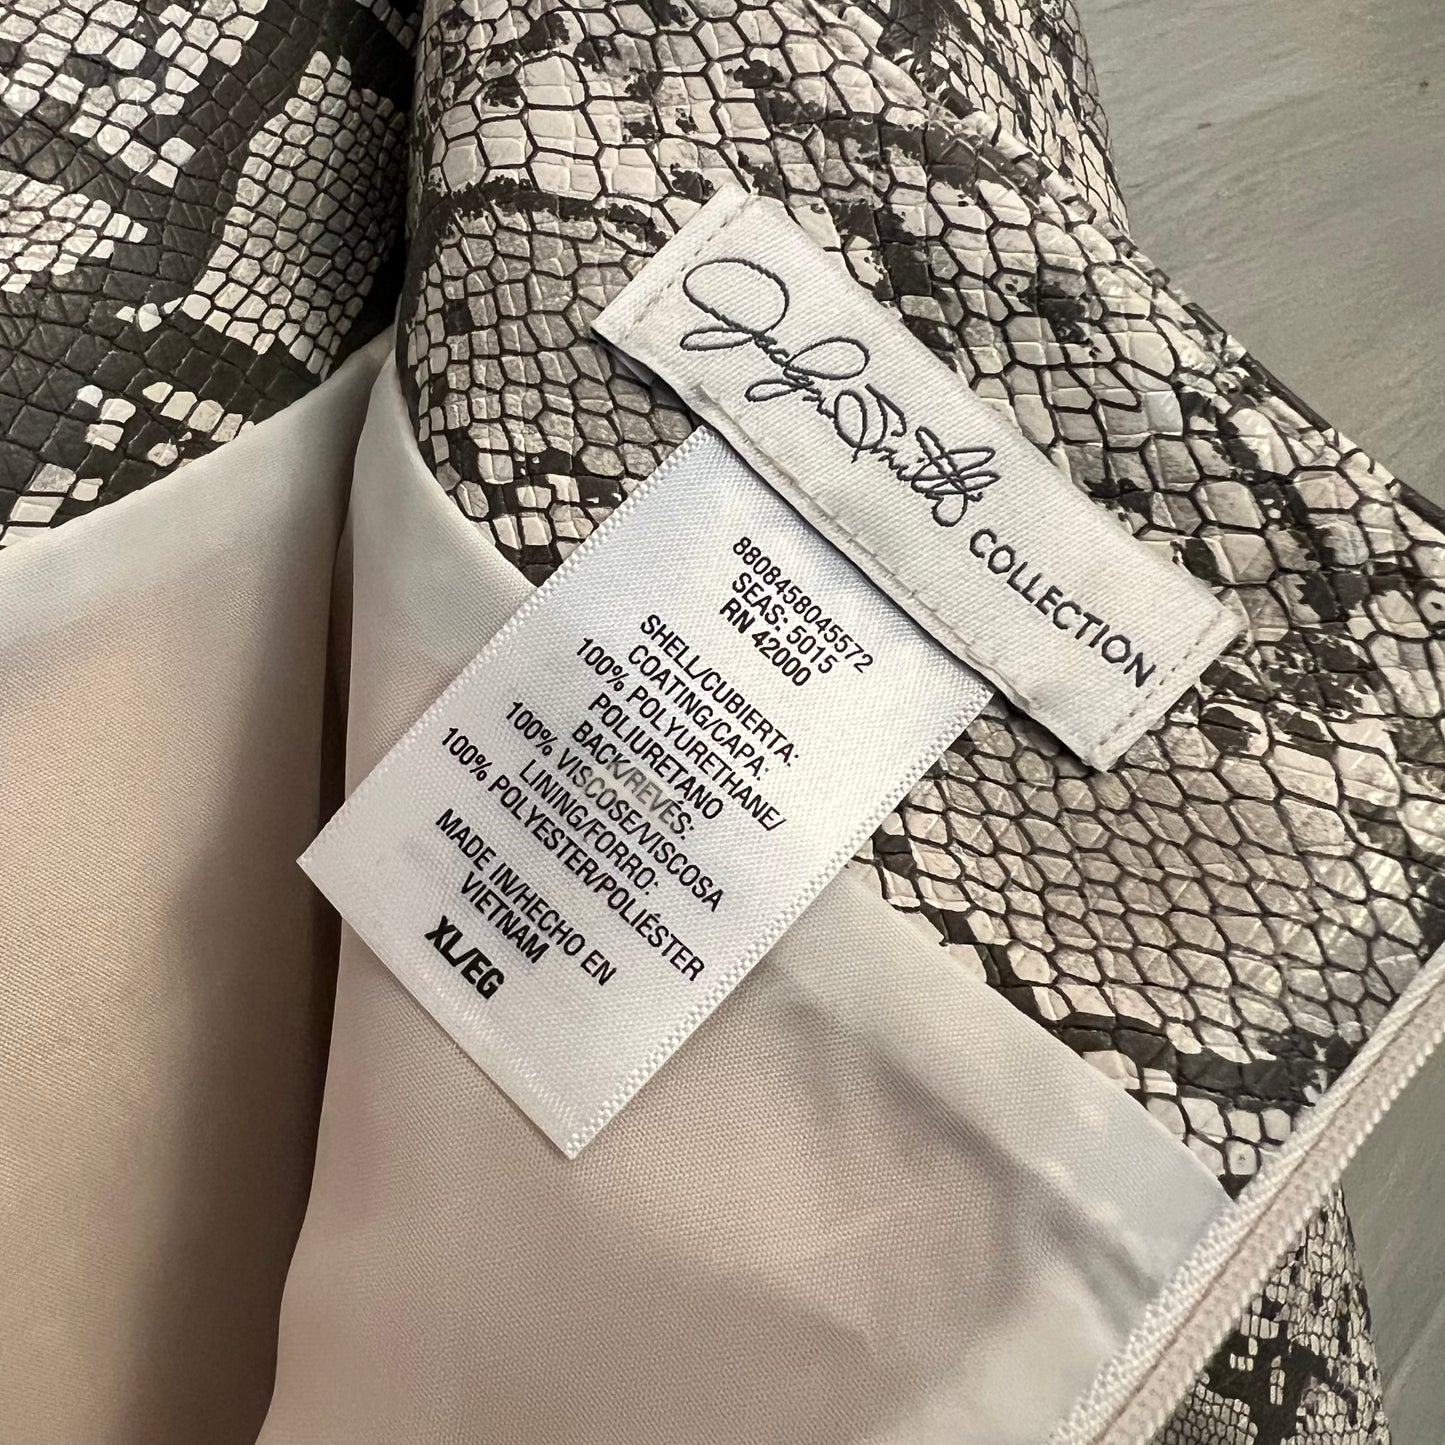 Jaclyn Smith COLLECTION
8808458045572
SEAS: 5015
RN 42000
SHELL/CUBIERTA:
COATING/CAPA:
100% POLYURETHANE/
POLIURETANO
BACK/REVÉS:
100% VISCOSE/VISCOSA
LINING/FORRO:
100% POLYESTER/POLIÉSTER
MADE IN/HECHO EN
VIETNAM
XL/EG